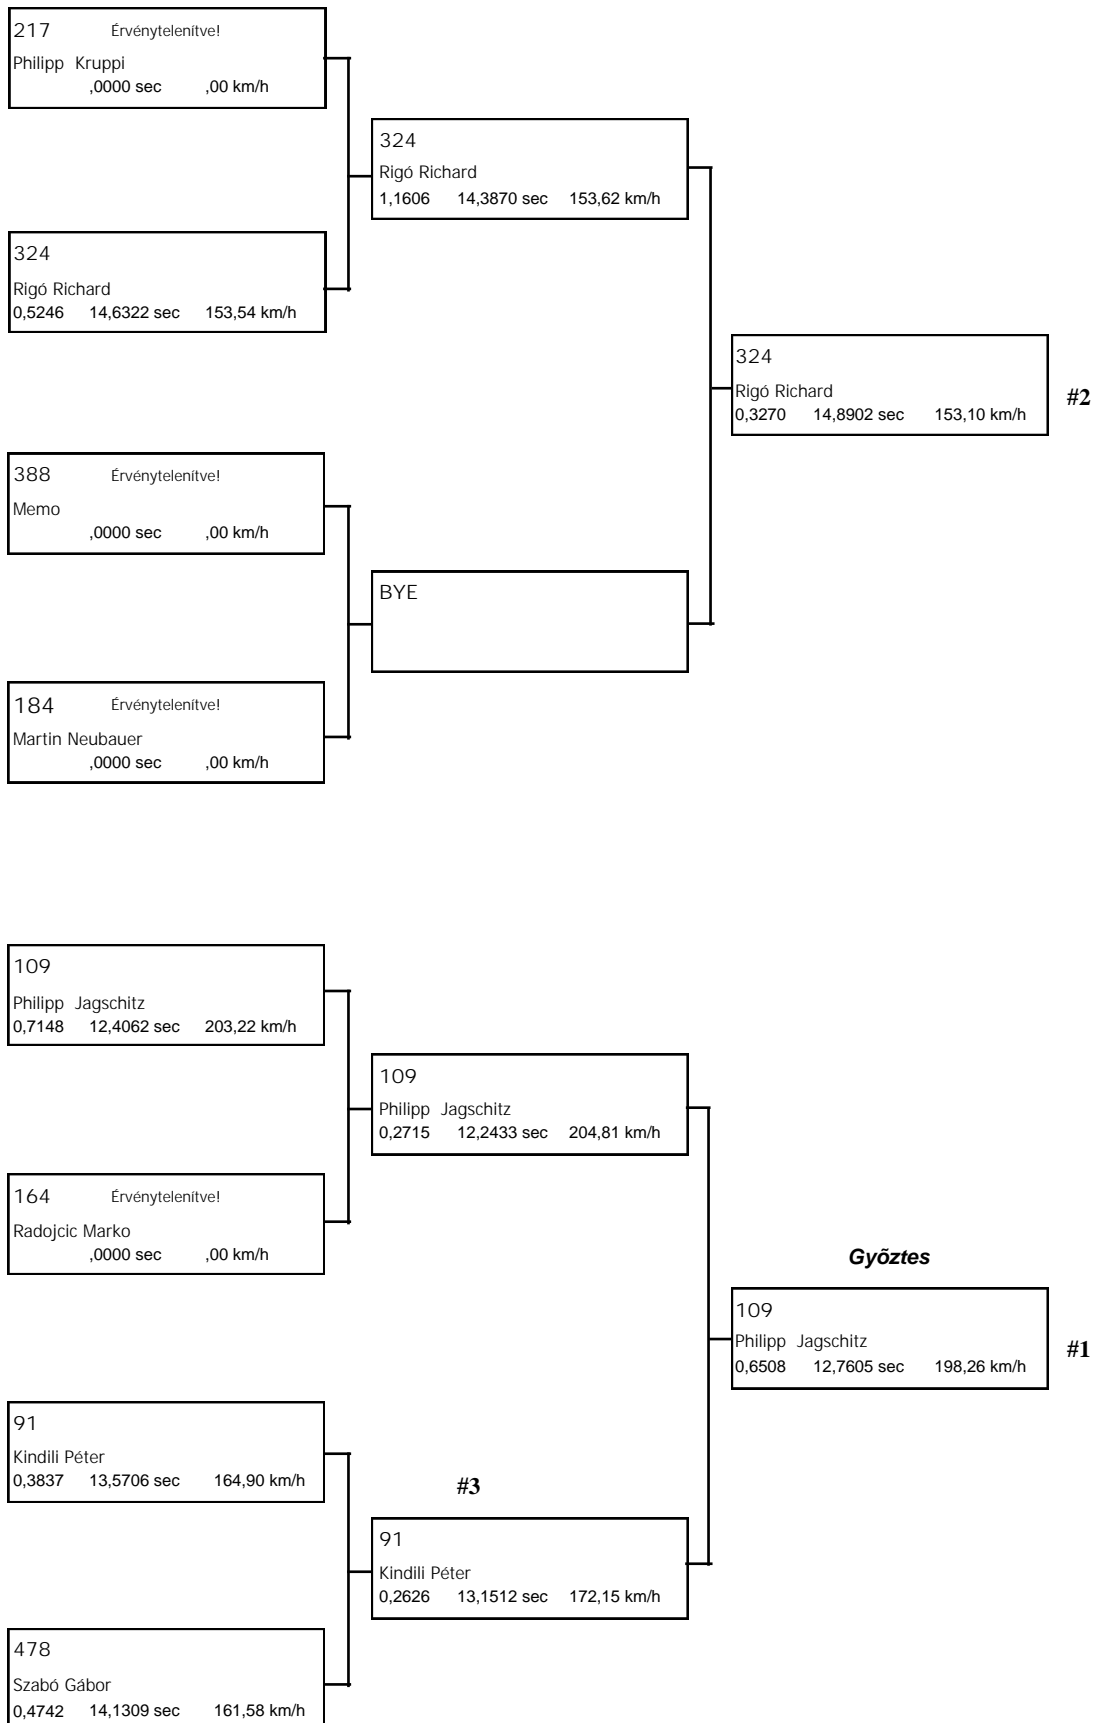 217 Érvénytelenítve!
Philipp Kruppi
,0000 sec ,00 km/h
324
Rigó Richard
1,1606 14,3870 sec 153,62 km/h
324
Rigó Richard
0,5246 14,6322 sec 153,54 km/h
324
Rigó Richard
0,3270 14,8902 sec 153,10 km/h
#2
388 Érvénytelenítve!
Memo
,0000 sec ,00 km/h
BYE
184 Érvénytelenítve!
Martin Neubauer
,0000 sec ,00 km/h
109
Philipp Jagschitz
0,7148 12,4062 sec 203,22 km/h
109
Philipp Jagschitz
0,2715 12,2433 sec 204,81 km/h
164 Érvénytelenítve!
Radojcic Marko
,0000 sec ,00 km/h
Gyõztes
109
Philipp Jagschitz
0,6508 12,7605 sec 198,26 km/h
#1
91
Kindili Péter
0,3837 13,5706 sec 164,90 km/h
#3
91
Kindili Péter
0,2626 13,1512 sec 172,15 km/h
478
Szabó Gábor
0,4742 14,1309 sec 161,58 km/h